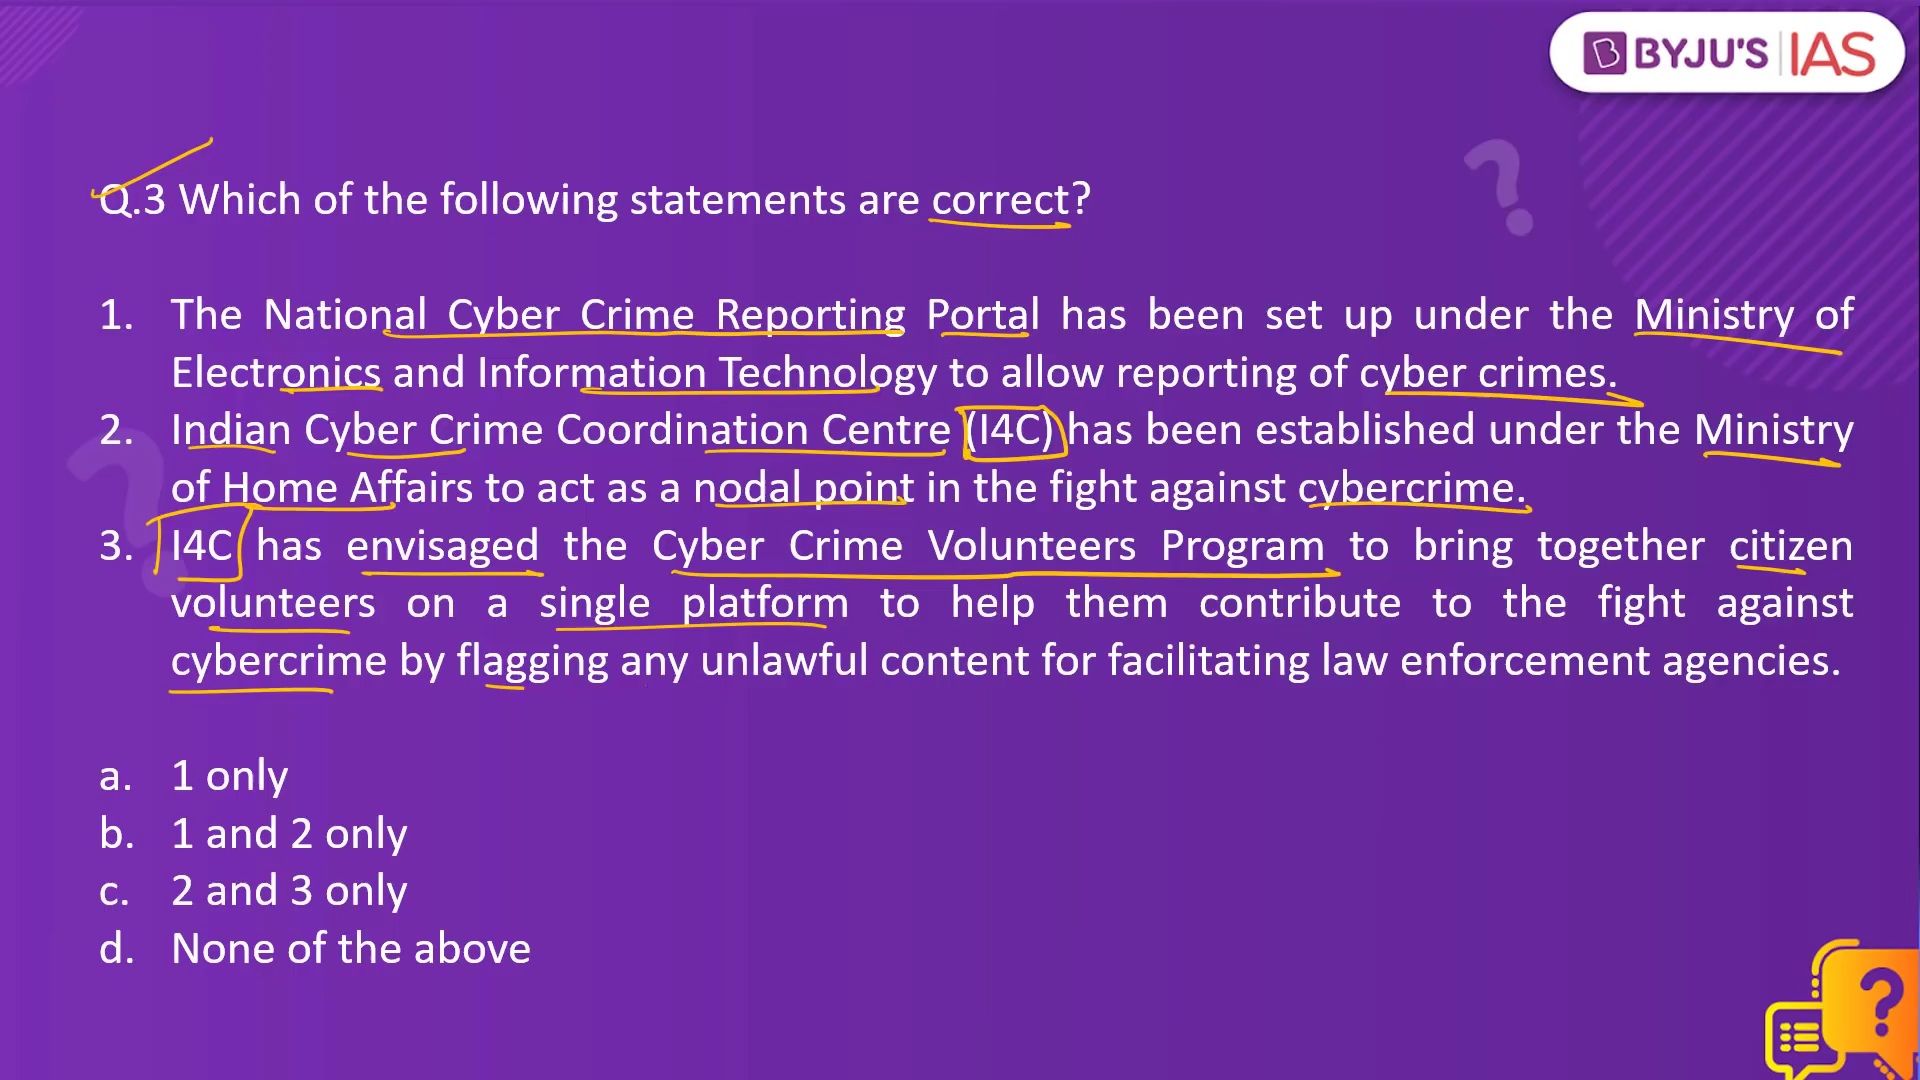 BYJU'S IAS
Q.3 Which of the following statements are correct?
1. The National Cyber Crime Reporting Portal has been set up under the Ministry of
Electronics and Information Technology to allow reporting of cyber crimes.
2. Indian Cyber Crime Coordination Centre (I4C) has been established under the Ministry
of Home Affairs to act as a nodal point in the fight against cybercrime.
3. I4C has envisaged the Cyber Crime Volunteers Program to bring together citizen
volunteers on a single platform to help them contribute to the fight against
cybercrime by flagging any unlawful content for facilitating law enforcement agencies.
a. 1 only
b. 1 and 2 only
c. 2 and 3 only
d. None of the above